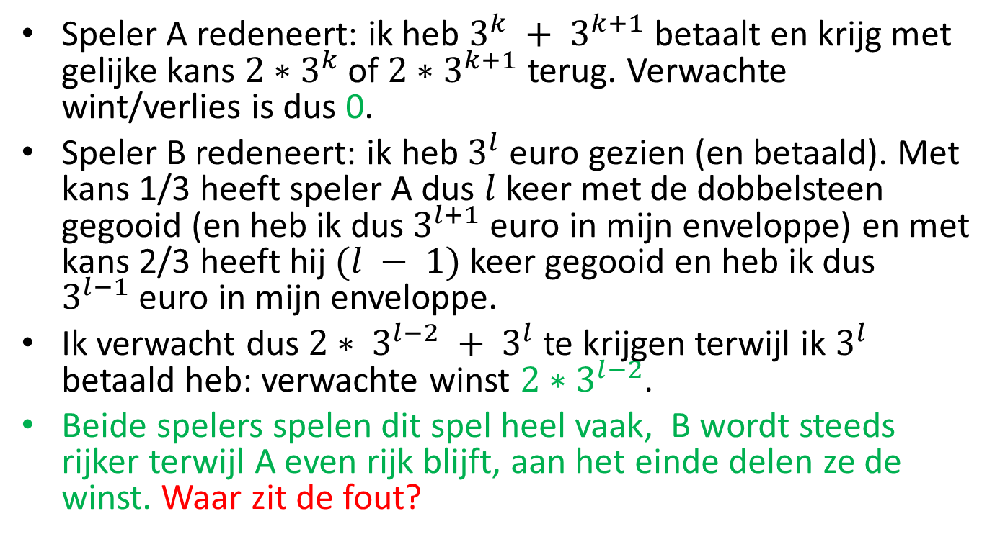 • Speler A redeneert: ik heb 3^k + 3^{k+1} betaalt en krijg met
gelijke kans 2 ∗ 3^k of 2 ∗ 3^{k+1} terug. Verwachte
wint/verlies is dus 0.
• Speler B redeneert: ik heb 3^l euro gezien (en betaald). Met
kans 1/3 heeft speler A dus l keer met de dobbelsteen
gegooid (en heb ik dus 3^{l+1} euro in mijn enveloppe) en met
kans 2/3 heeft hij (l − 1) keer gegooid en heb ik dus
3^{l−1} euro in mijn enveloppe.
• Ik verwacht dus 2 ∗ 3^{l−2} + 3^l te krijgen terwijl ik 3^l
betaald heb: verwachte winst 2 ∗ 3^{l−2}.
• Beide spelers spelen dit spel heel vaak, B wordt steeds
rijker terwijl A even rijk blijft, aan het einde delen ze de
winst. Waar zit de fout?